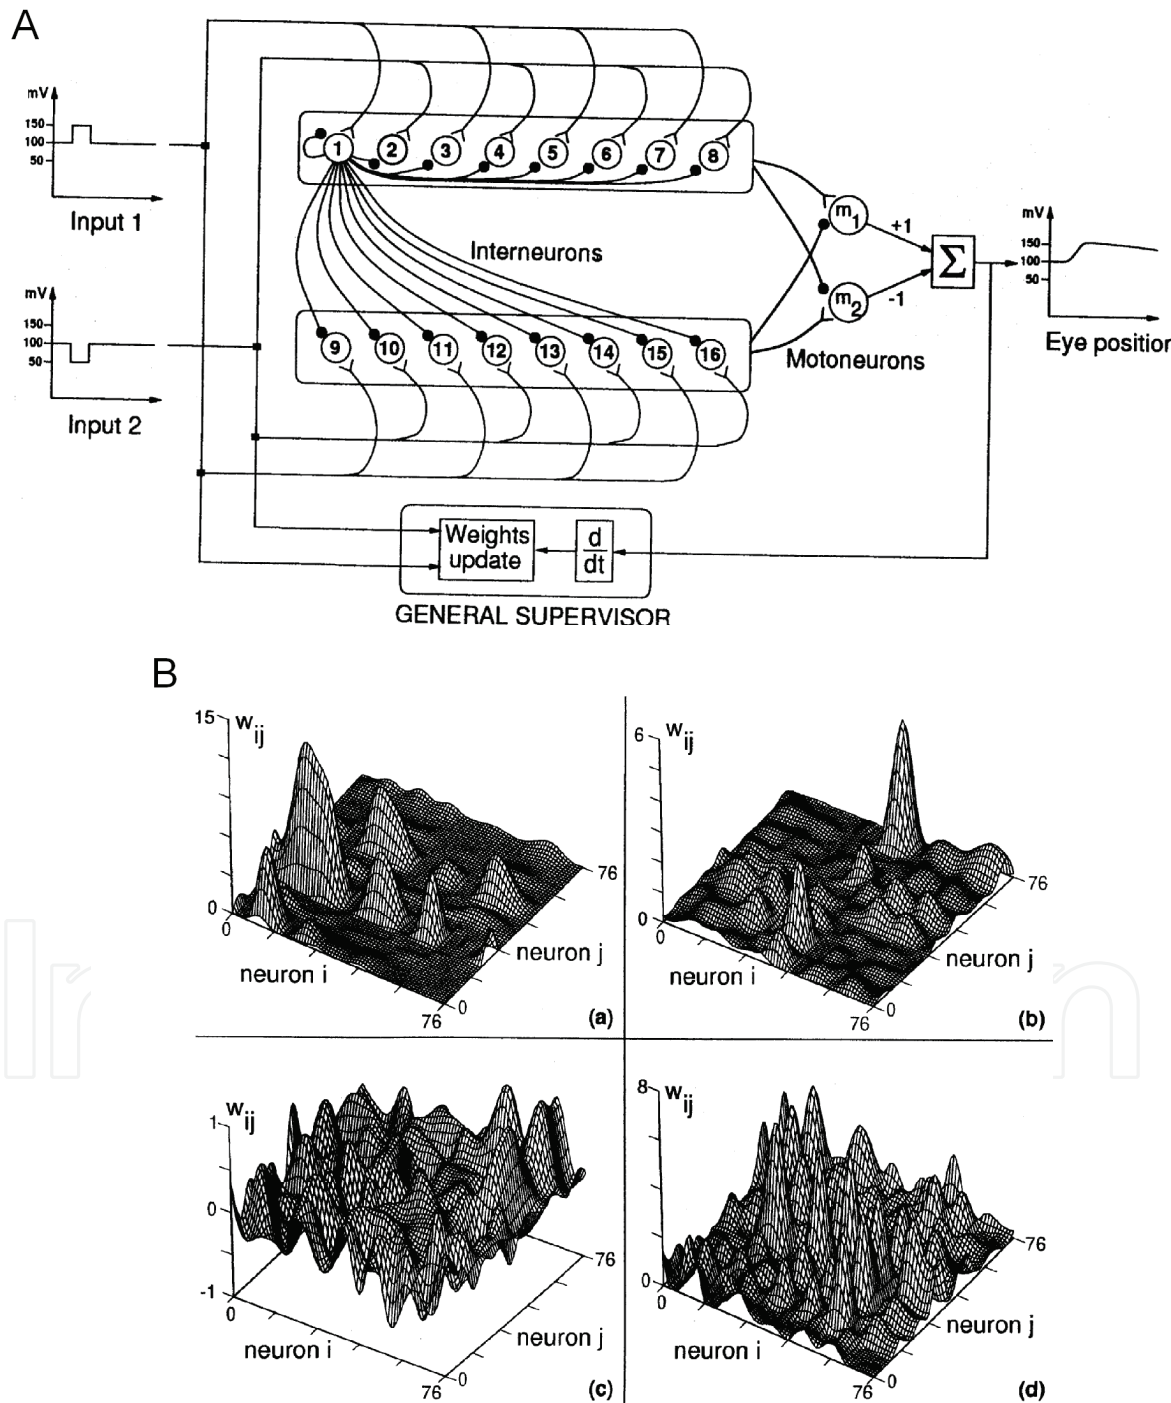 A
mV
150
100
50
Input 1
mV
150
100
50
Input 2
1 2 3 4 5 6 7 8
Interneurons
9 10 11 12 13 14 15 16
m1
m2
+1
-1
Σ
Motoneurons
mV
150
100
50
Eye position
Weights
update
d
dt
GENERAL SUPERVISOR
B
15
wij
0
0
neuron i
76
0
neuron j
76
(a)
6
wij
0
0
neuron i
76
0
neuron j
76
(b)
1
wij
0
-1
0
neuron i
76
0
neuron j
76
(c)
8
wij
0
0
neuron i
76
0
neuron j
76
(d)